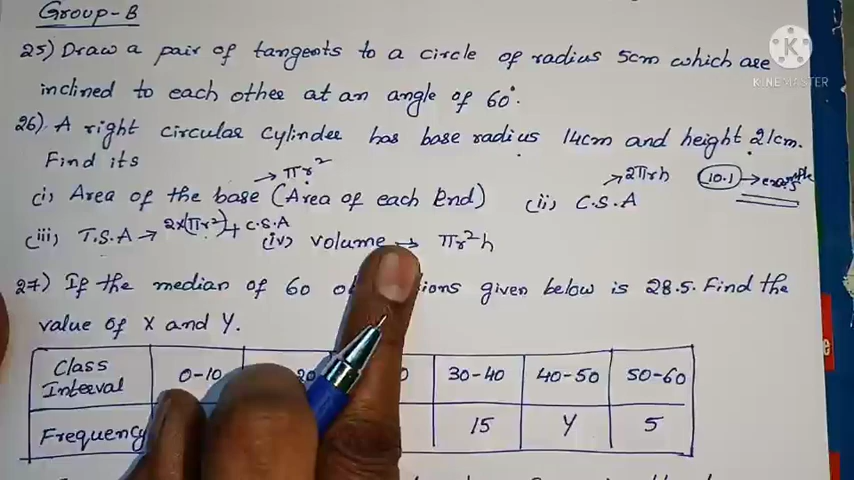 Group-B
25) Draw a pair of tangents to a circle of radius 5cm which are
inclined to each other at an angle of 60°.
26). A right circular cylinder has base radius 14cm and height 21cm.
Find its
→ πr²
(i) Area of the base (Area of each End) (ii) C.S.A
→ 2πrh
10.1 →
(iii) T.S.A → 2×(πr²) + C.S.A (iv) volume → πr²h
27) If the median of 60 given below is 28.5. Find the
value of X and Y.
Class Interval 0-10 30-40 40-50 50-60
Frequency 15 Y 5
K
KINEMASTER